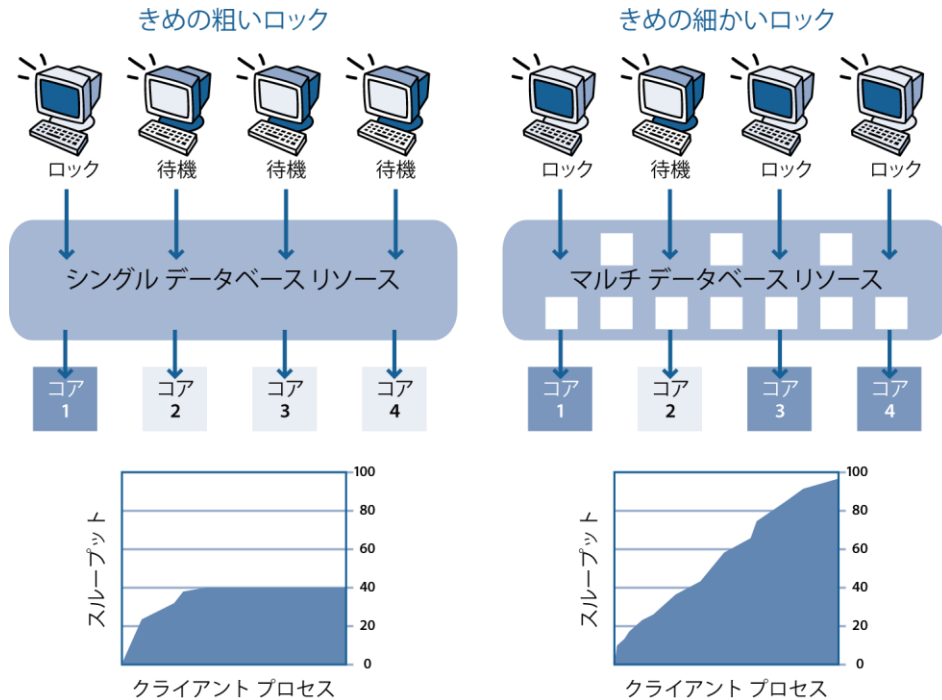 きめの粗いロック
ロック
待機
待機
待機
シングル データベース リソース
コア
1
コア
2
コア
3
コア
4
スループット
100
80
60
40
20
0
クライアント プロセス
きめの細かいロック
ロック
待機
ロック
ロック
マルチ データベース リソース
コア
1
コア
2
コア
3
コア
4
スループット
100
80
60
40
20
0
クライアント プロセス